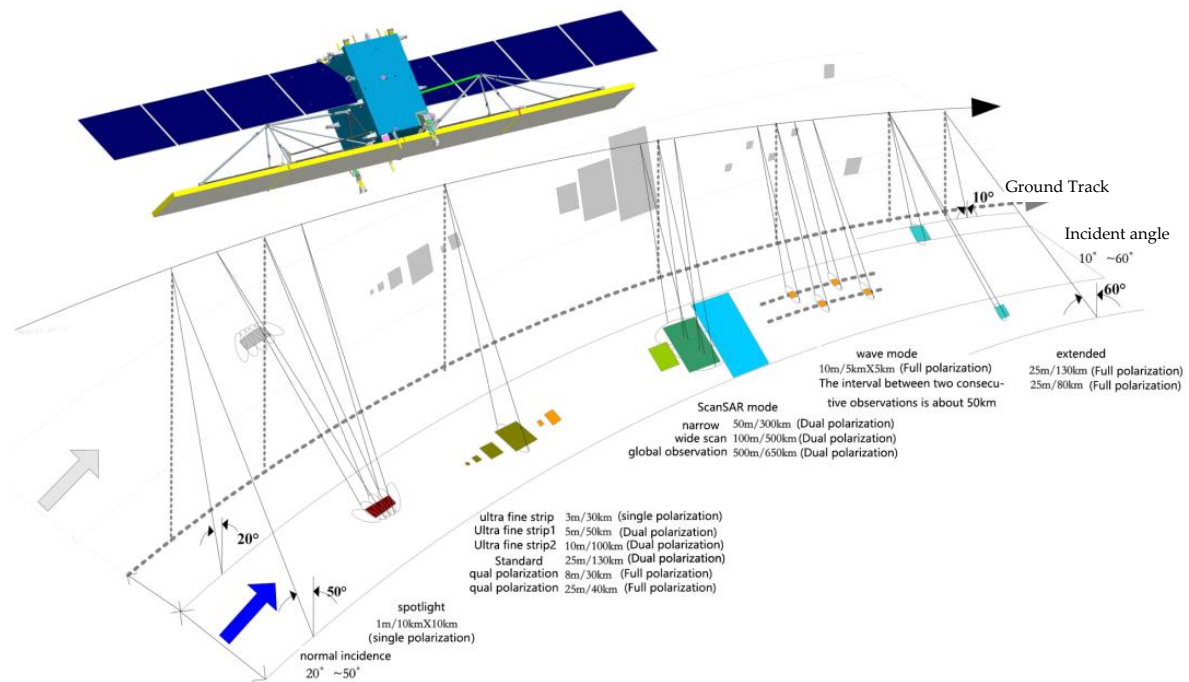 Ground Track
10°
Incident angle
10° ~60°
60°
wave mode
10m/5kmX5km (Full polarization)
The interval between two consecu-
tive observations is about 50km
extended
25m/130km (Full polarization)
25m/80km (Full polarization)
ScanSAR mode
narrow 50m/300km (Dual polarization)
wide scan 100m/500km (Dual polarization)
global observation 500m/650km (Dual polarization)
ultra fine strip 3m/30km (single polarization)
Ultra fine strip1 5m/50km (Dual polarization)
Ultra fine strip2 10m/100km (Dual polarization)
Standard 25m/130km (Dual polarization)
qual polarization 8m/30km (Full polarization)
qual polarization 25m/40km (Full polarization)
20°
50°
spotlight
1m/10kmX10km
(single polarization)
normal incidence
20° ~50°